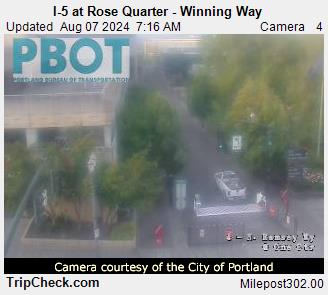 I-5 at Rose Quarter - Winning Way
Updated Aug 07 2024 7:16 AM Camera 4
PBOT
PORTLAND BUREAU OF TRANSPORTATION
Camera courtesy of the City of Portland
TripCheck.com Milepost302.00